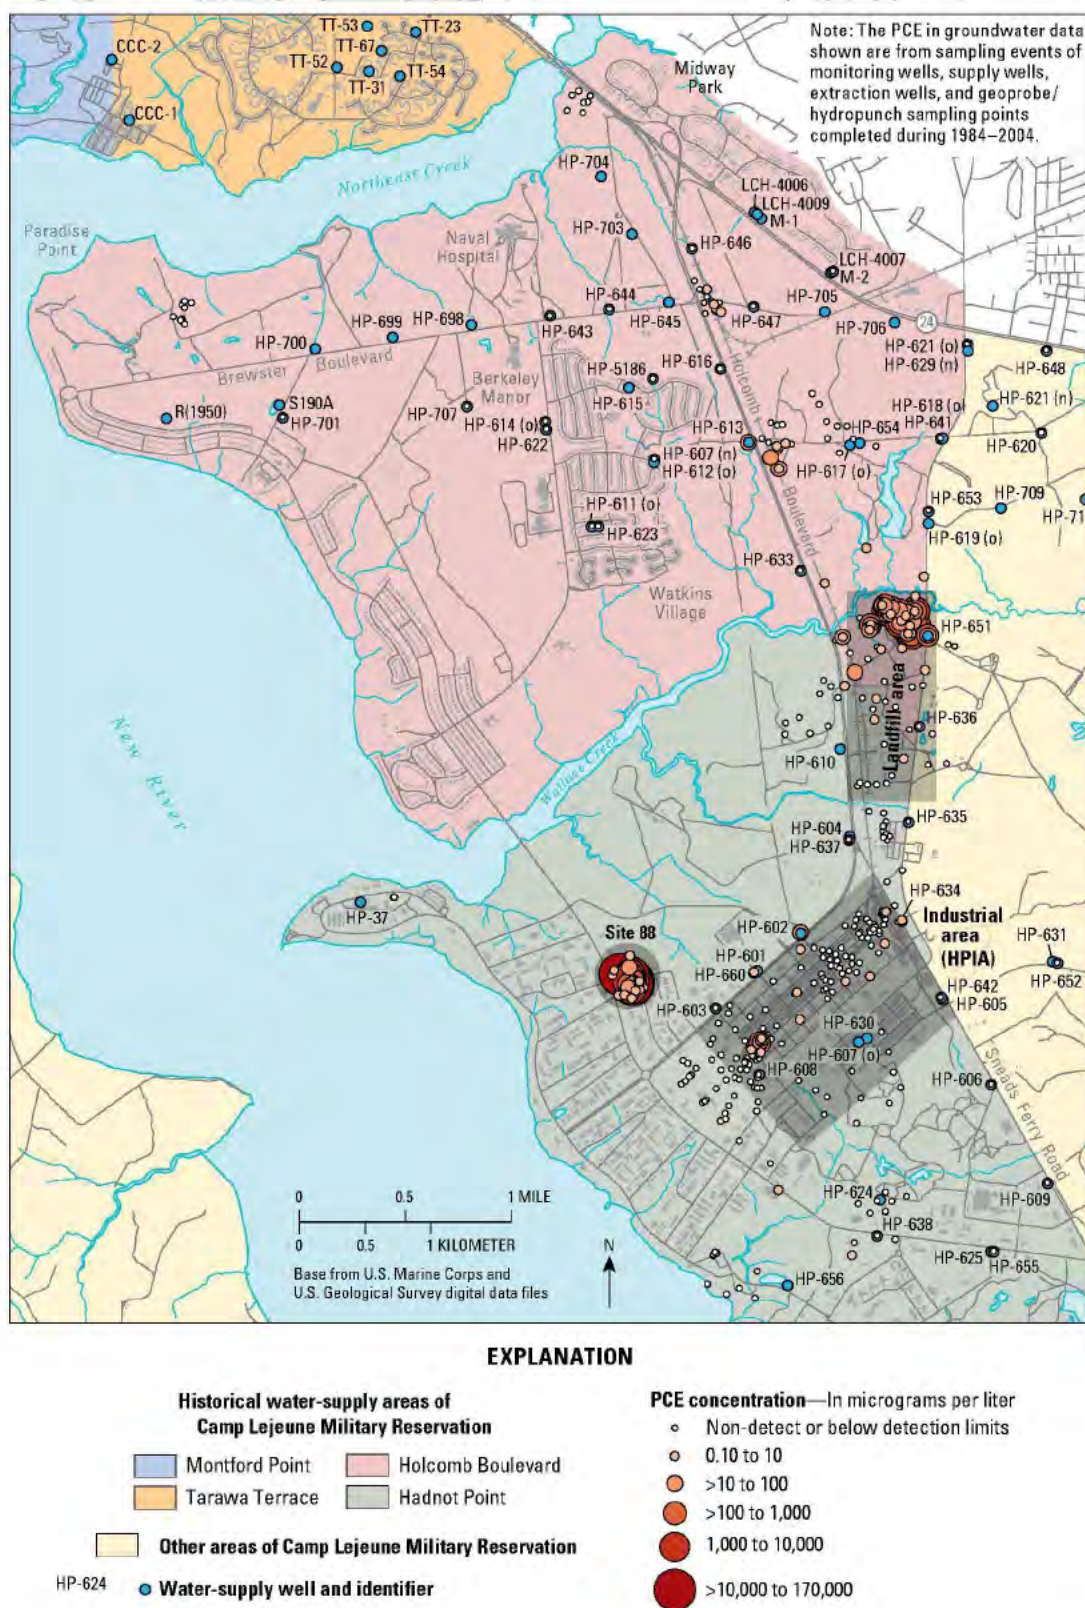 Note: The PCE in groundwater data
shown are from sampling events of
monitoring wells, supply wells,
extraction wells, and geoprobe/
hydropunch sampling points
completed during 1984–2004.
CCC-2
CCC-1
TT-53
TT-23
TT-67
TT-52
TT-31
TT-54
Midway
Park
Northeast Creek
HP-704
LCH-4006
LCH-4009
M-1
Paradise
Point
Naval
Hospital
HP-703
HP-646
LCH-4007
M-2
HP-644
HP-705
HP-699
HP-698
HP-643
HP-645
HP-647
HP-706
24
HP-700
HP-621 (o)
HP-629 (n)
HP-648
Brewster Boulevard
Berkeley
Manor
HP-5186
HP-616
Holcomb Boulevard
HP-615
R(1950)
S190A
HP-701
HP-707
HP-614 (o)
HP-622
HP-618 (o)
HP-641
HP-621 (n)
HP-613
HP-654
HP-620
HP-607 (n)
HP-612 (o)
HP-617 (o)
HP-611 (o)
HP-623
HP-653
HP-709
HP-71
HP-619 (o)
HP-633
Watkins
Village
HP-651
Landfill area
New River
HP-636
HP-610
Wallace Creek
HP-604
HP-637
HP-635
HP-37
HP-634
Industrial
area
(HPIA)
Site 88
HP-602
HP-601
HP-660
HP-631
HP-652
HP-603
HP-642
HP-605
HP-630
HP-607 (o)
HP-608
HP-606
Sneads Ferry Road
HP-624
HP-609
HP-638
HP-625
HP-655
HP-656
0 0.5 1 MILE
0 0.5 1 KILOMETER
N
Base from U.S. Marine Corps and
U.S. Geological Survey digital data files
EXPLANATION
Historical water-supply areas of
Camp Lejeune Military Reservation
Montford Point
Holcomb Boulevard
Tarawa Terrace
Hadnot Point
Other areas of Camp Lejeune Military Reservation
HP-624 Water-supply well and identifier
PCE concentration—In micrograms per liter
Non-detect or below detection limits
0.10 to 10
>10 to 100
>100 to 1,000
1,000 to 10,000
>10,000 to 170,000